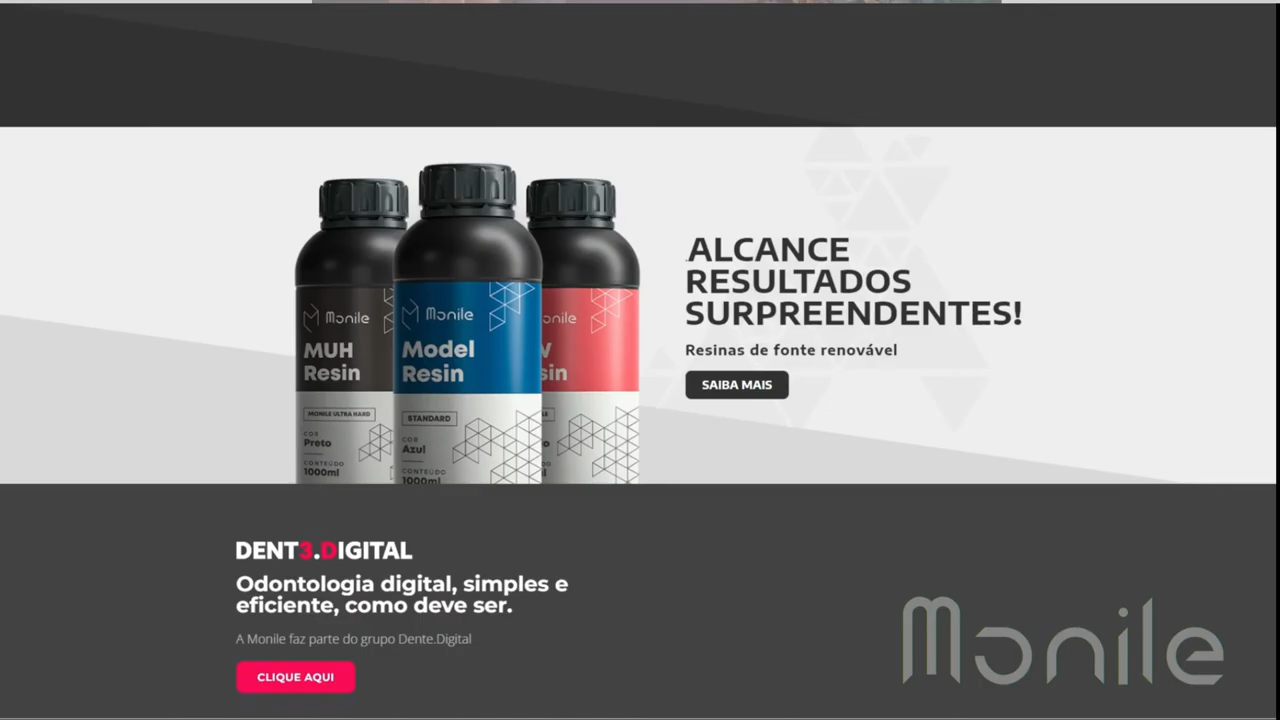 Monile
MUH
Resin
MONILE ULTRA HARD
COR
Preto
CONTEÚDO
1000ml
Monile
Model
Resin
STANDARD
COR
Azul
CONTEÚDO
1000ml
ALCANCE
RESULTADOS
SURPREENDENTES!
Resinas de fonte renovável
SAIBA MAIS
DENT3.DIGITAL
Odontologia digital, simples e
eficiente, como deve ser.
A Monile faz parte do grupo Dente.Digital
CLIQUE AQUI
Monile